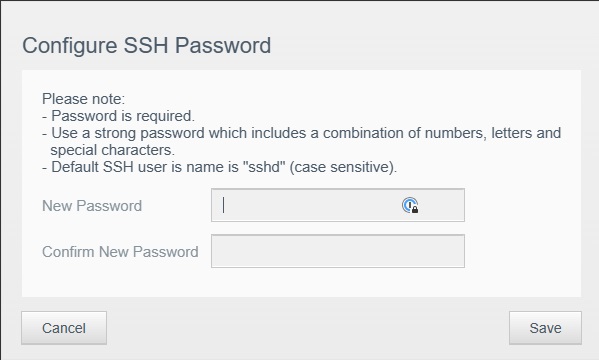 Configure SSH Password
Please note:
- Password is required.
- Use a strong password which includes a combination of numbers, letters and
special characters.
- Default SSH user is name is "sshd" (case sensitive).
New Password
Confirm New Password
Cancel
Save